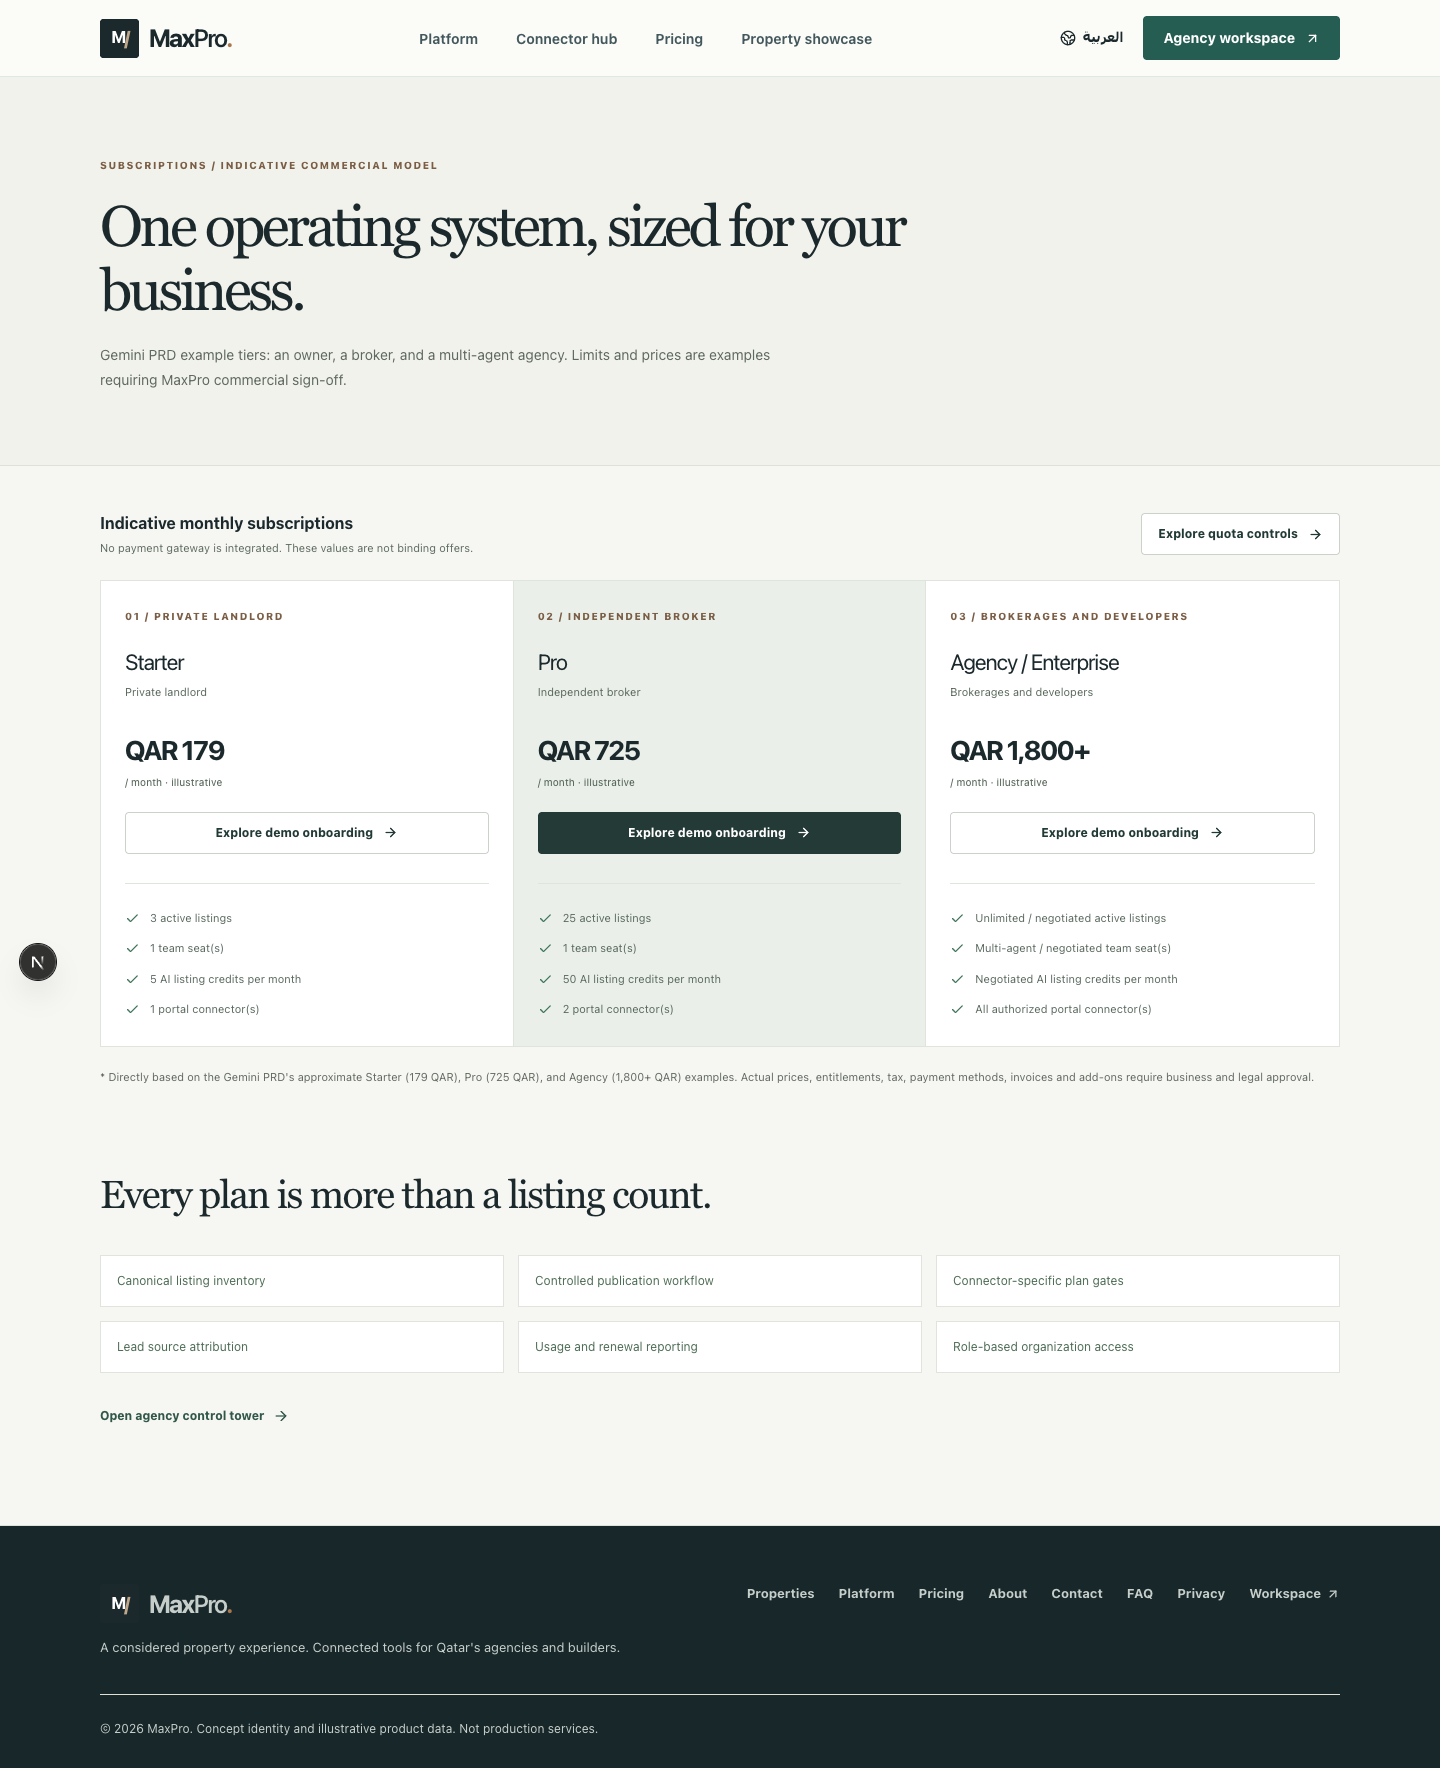 M/ MaxPro.
Platform
Connector hub
Pricing
Property showcase
العربية
Agency workspace
SUBSCRIPTIONS / INDICATIVE COMMERCIAL MODEL
One operating system, sized for your
business.
Gemini PRD example tiers: an owner, a broker, and a multi-agent agency. Limits and prices are examples
requiring MaxPro commercial sign-off.
Indicative monthly subscriptions
No payment gateway is integrated. These values are not binding offers.
Explore quota controls
01 / PRIVATE LANDLORD
Starter
Private landlord
QAR 179
/ month · illustrative
Explore demo onboarding
3 active listings
1 team seat(s)
5 AI listing credits per month
1 portal connector(s)
02 / INDEPENDENT BROKER
Pro
Independent broker
QAR 725
/ month · illustrative
Explore demo onboarding
25 active listings
1 team seat(s)
50 AI listing credits per month
2 portal connector(s)
03 / BROKERAGES AND DEVELOPERS
Agency / Enterprise
Brokerages and developers
QAR 1,800+
/ month · illustrative
Explore demo onboarding
Unlimited / negotiated active listings
Multi-agent / negotiated team seat(s)
Negotiated AI listing credits per month
All authorized portal connector(s)
N
* Directly based on the Gemini PRD's approximate Starter (179 QAR), Pro (725 QAR), and Agency (1,800+ QAR) examples. Actual prices, entitlements, tax, payment methods, invoices and add-ons require business and legal approval.
Every plan is more than a listing count.
Canonical listing inventory
Controlled publication workflow
Connector-specific plan gates
Lead source attribution
Usage and renewal reporting
Role-based organization access
Open agency control tower
M/ MaxPro.
Properties
Platform
Pricing
About
Contact
FAQ
Privacy
Workspace
A considered property experience. Connected tools for Qatar's agencies and builders.
© 2026 MaxPro. Concept identity and illustrative product data. Not production services.